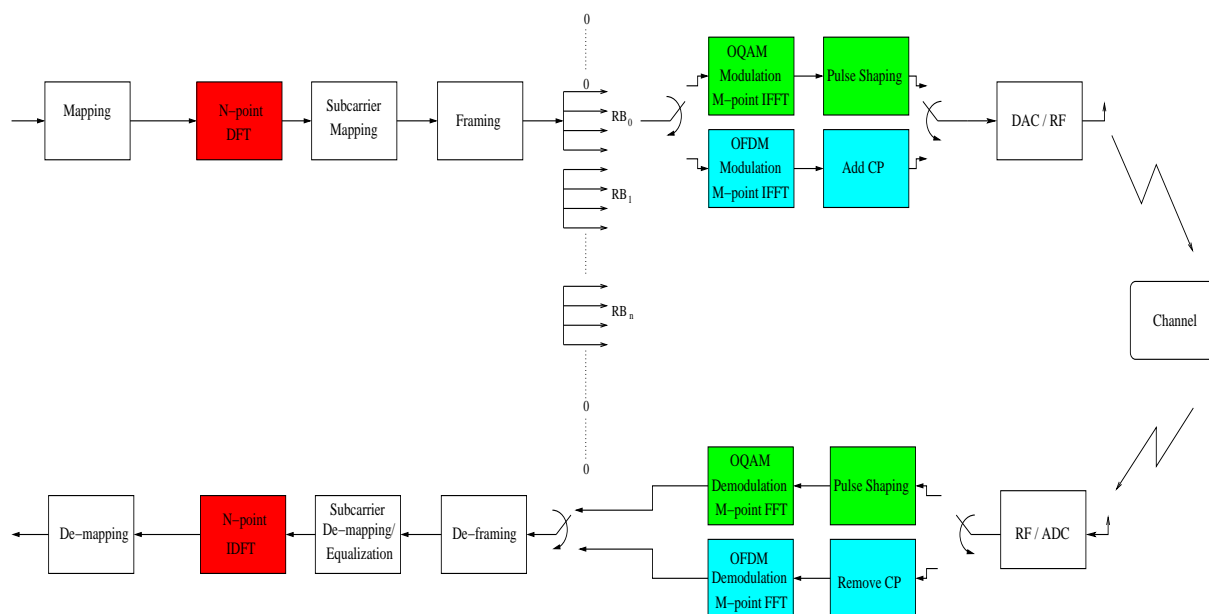 0
0
Mapping
N-point
DFT
Subcarrier
Mapping
Framing
RB0
RB1
RBn
0
0
OQAM
Modulation
M-point IFFT
Pulse Shaping
OFDM
Modulation
M-point IFFT
Add CP
DAC / RF
Channel
De-mapping
N-point
IDFT
Subcarrier
De-mapping/
Equalization
De-framing
OQAM
Demodulation
M-point FFT
Pulse Shaping
OFDM
Demodulation
M-point FFT
Remove CP
RF / ADC